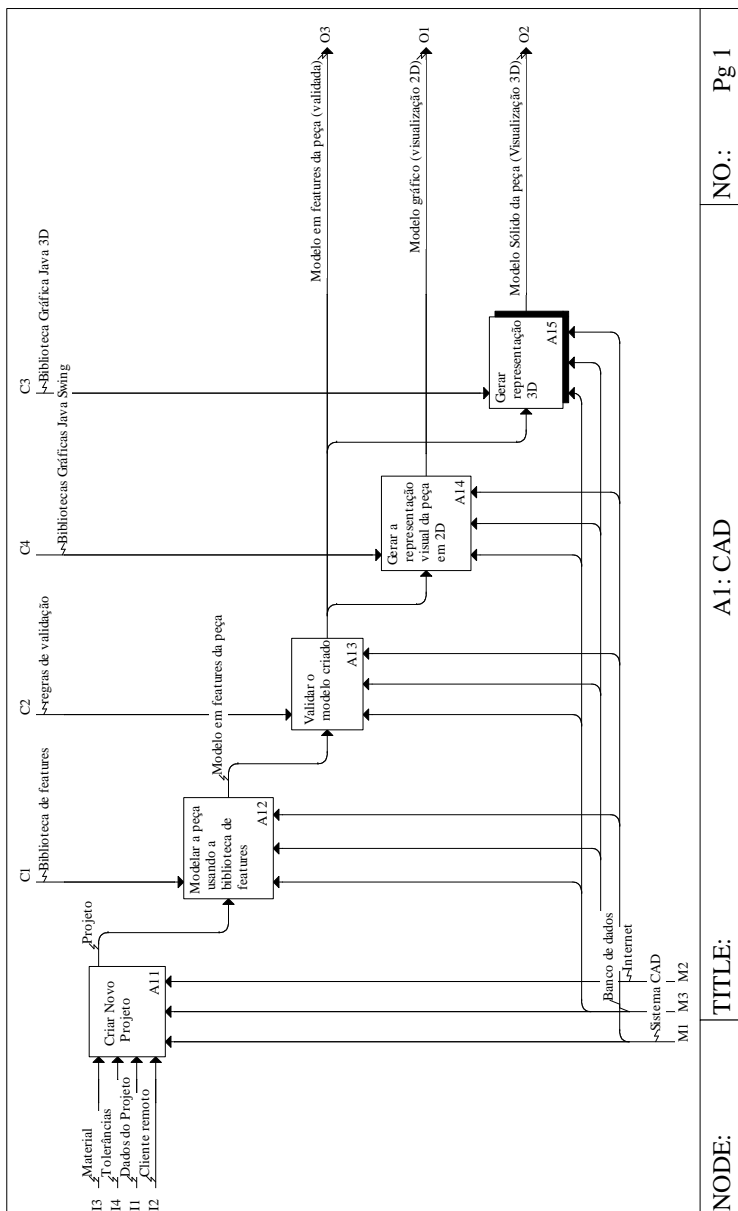 C1
Biblioteca de features
C2
regras de validação
C4
Bibliotecas Gráficas Java Swing
C3
Biblioteca Gráfica Java 3D
I3
Material
I4
Tolerâncias
I1
Dados do Projeto
I2
Cliente remoto
Criar Novo
Projeto
A11
Projeto
Modelar a peça
usando a
biblioteca de
features
A12
Modelo em features da peça
Validar o
modelo criado
A13
Gerar a
representação
visual da peça
em 2D
A14
Gerar
representação
3D
A15
Modelo em features da peça (validada)
O3
Modelo gráfico (visualização 2D)
O1
Modelo Sólido da peça (Visualização 3D)
O2
Banco de dados
Internet
Sistema CAD
M1
M3
M2
NODE:
TITLE:
A1: CAD
NO.:
Pg 1